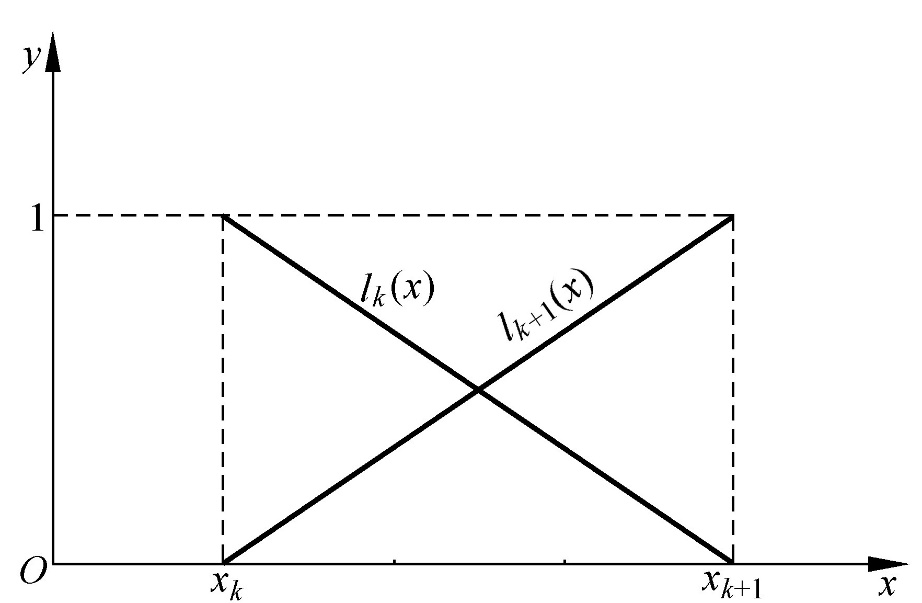 y
1
l_k(x)
l_{k+1}(x)
O
x_k
x_{k+1}
x